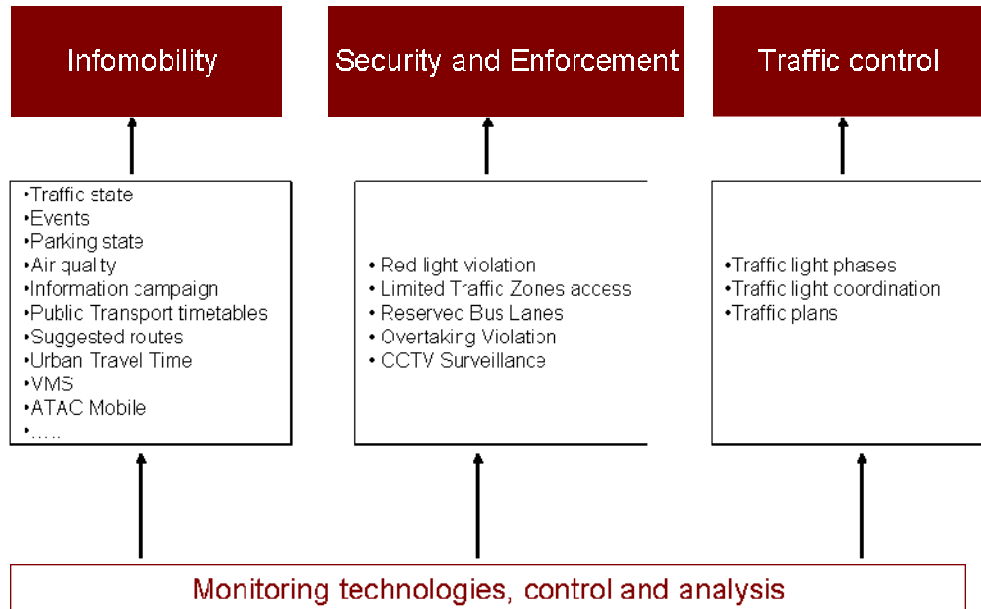 Infomobility
Security and Enforcement
Traffic control
•Traffic state
•Events
•Parking state
•Air quality
•Information campaign
•Public Transport timetables
•Suggested routes
•Urban Travel Time
•VMS
•ATAC Mobile
•.....
• Red light violation
• Limited Traffic Zones access
• Reserved Bus Lanes
• Overtaking Violation
• CCTV Surveillance
•Traffic light phases
•Traffic light coordination
•Traffic plans
Monitoring technologies, control and analysis